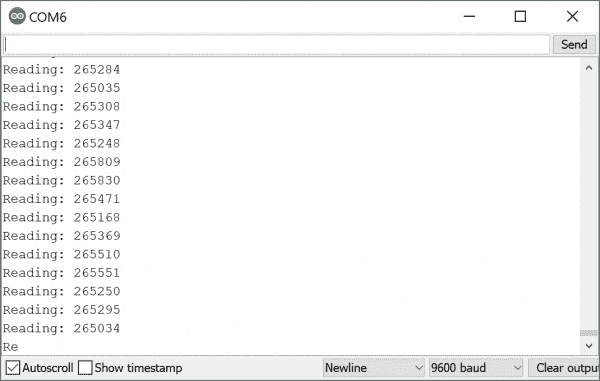 COM6
Send
Reading: 265284
Reading: 265035
Reading: 265308
Reading: 265347
Reading: 265248
Reading: 265809
Reading: 265830
Reading: 265471
Reading: 265168
Reading: 265369
Reading: 265510
Reading: 265551
Reading: 265250
Reading: 265295
Reading: 265034
Re
Autoscroll Show timestamp Newline 9600 baud Clear output